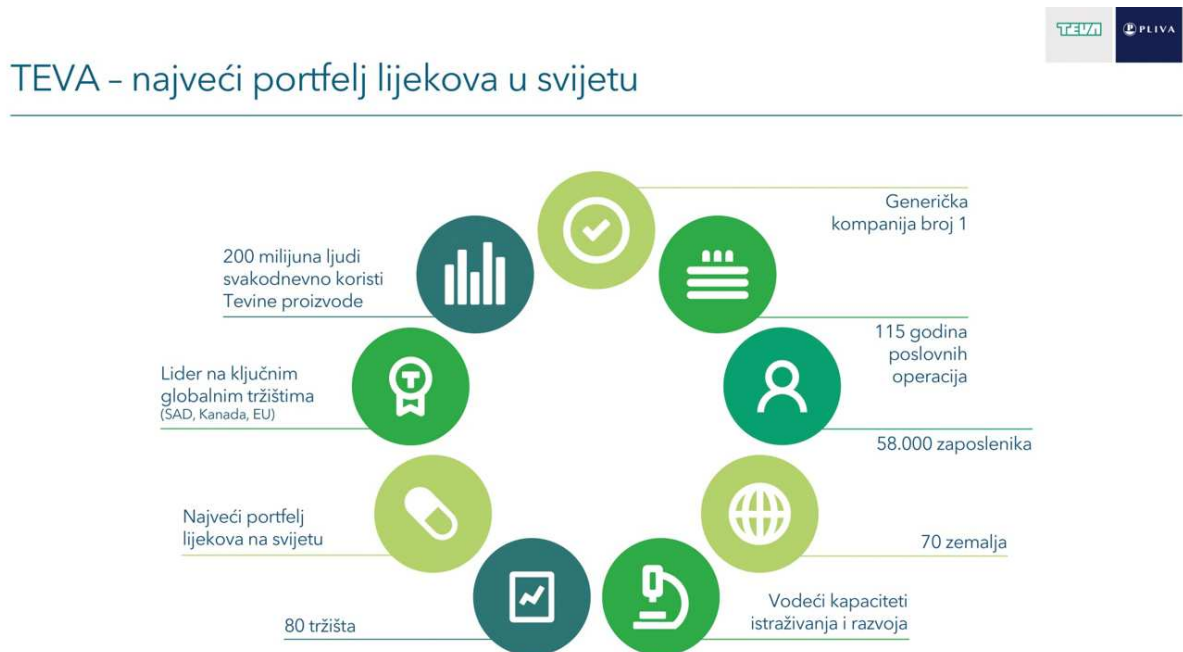 TEVA
PLIVA
TEVA – najveći portfelj lijekova u svijetu
Generička
kompanija broj 1
115 godina
poslovnih
operacija
58.000 zaposlenika
70 zemalja
Vodeći kapaciteti
istraživanja i razvoja
80 tržišta
Najveći portfelj
lijekova na svijetu
Lider na ključnim
globalnim tržištima
(SAD, Kanada, EU)
200 milijuna ljudi
svakodnevno koristi
Tevine proizvode